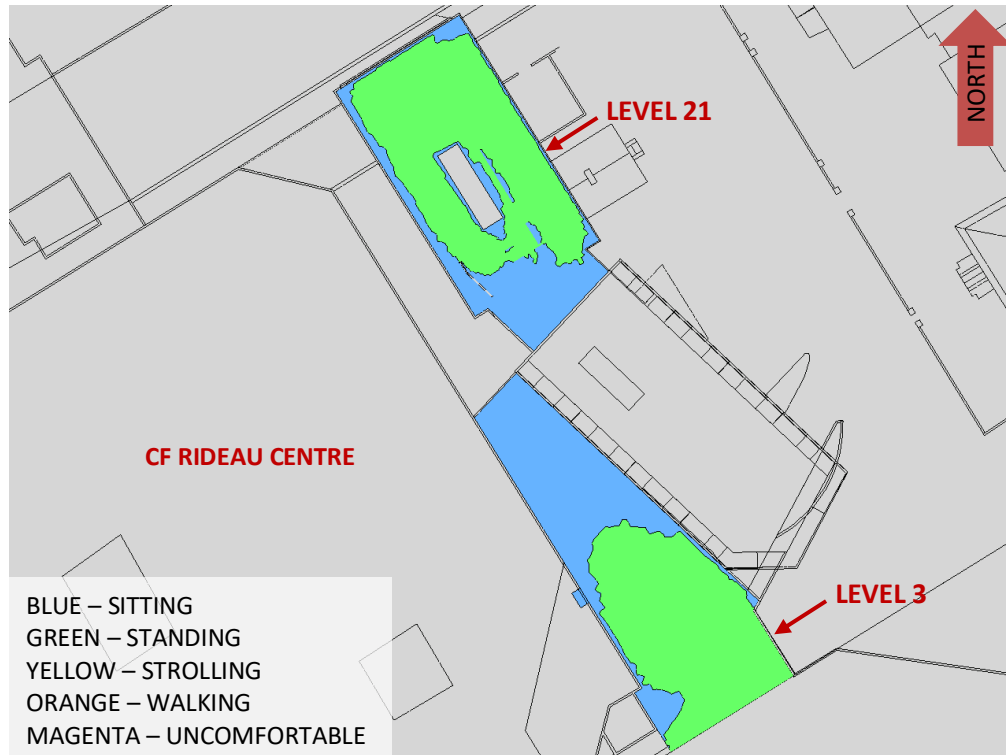 NORTH
LEVEL 21
CF RIDEAU CENTRE
LEVEL 3
BLUE – SITTING
GREEN – STANDING
YELLOW – STROLLING
ORANGE – WALKING
MAGENTA – UNCOMFORTABLE